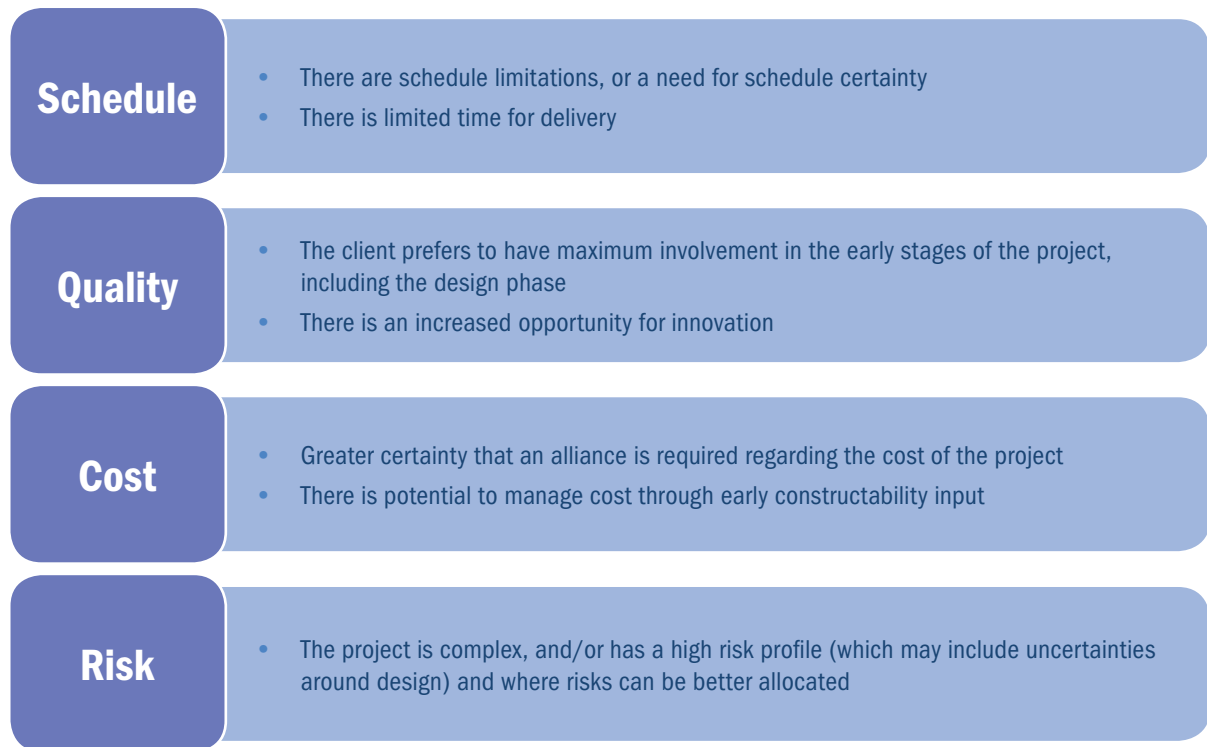 Schedule
• There are schedule limitations, or a need for schedule certainty
• There is limited time for delivery
Quality
• The client prefers to have maximum involvement in the early stages of the project,
including the design phase
• There is an increased opportunity for innovation
Cost
• Greater certainty that an alliance is required regarding the cost of the project
• There is potential to manage cost through early constructability input
Risk
• The project is complex, and/or has a high risk profile (which may include uncertainties
around design) and where risks can be better allocated